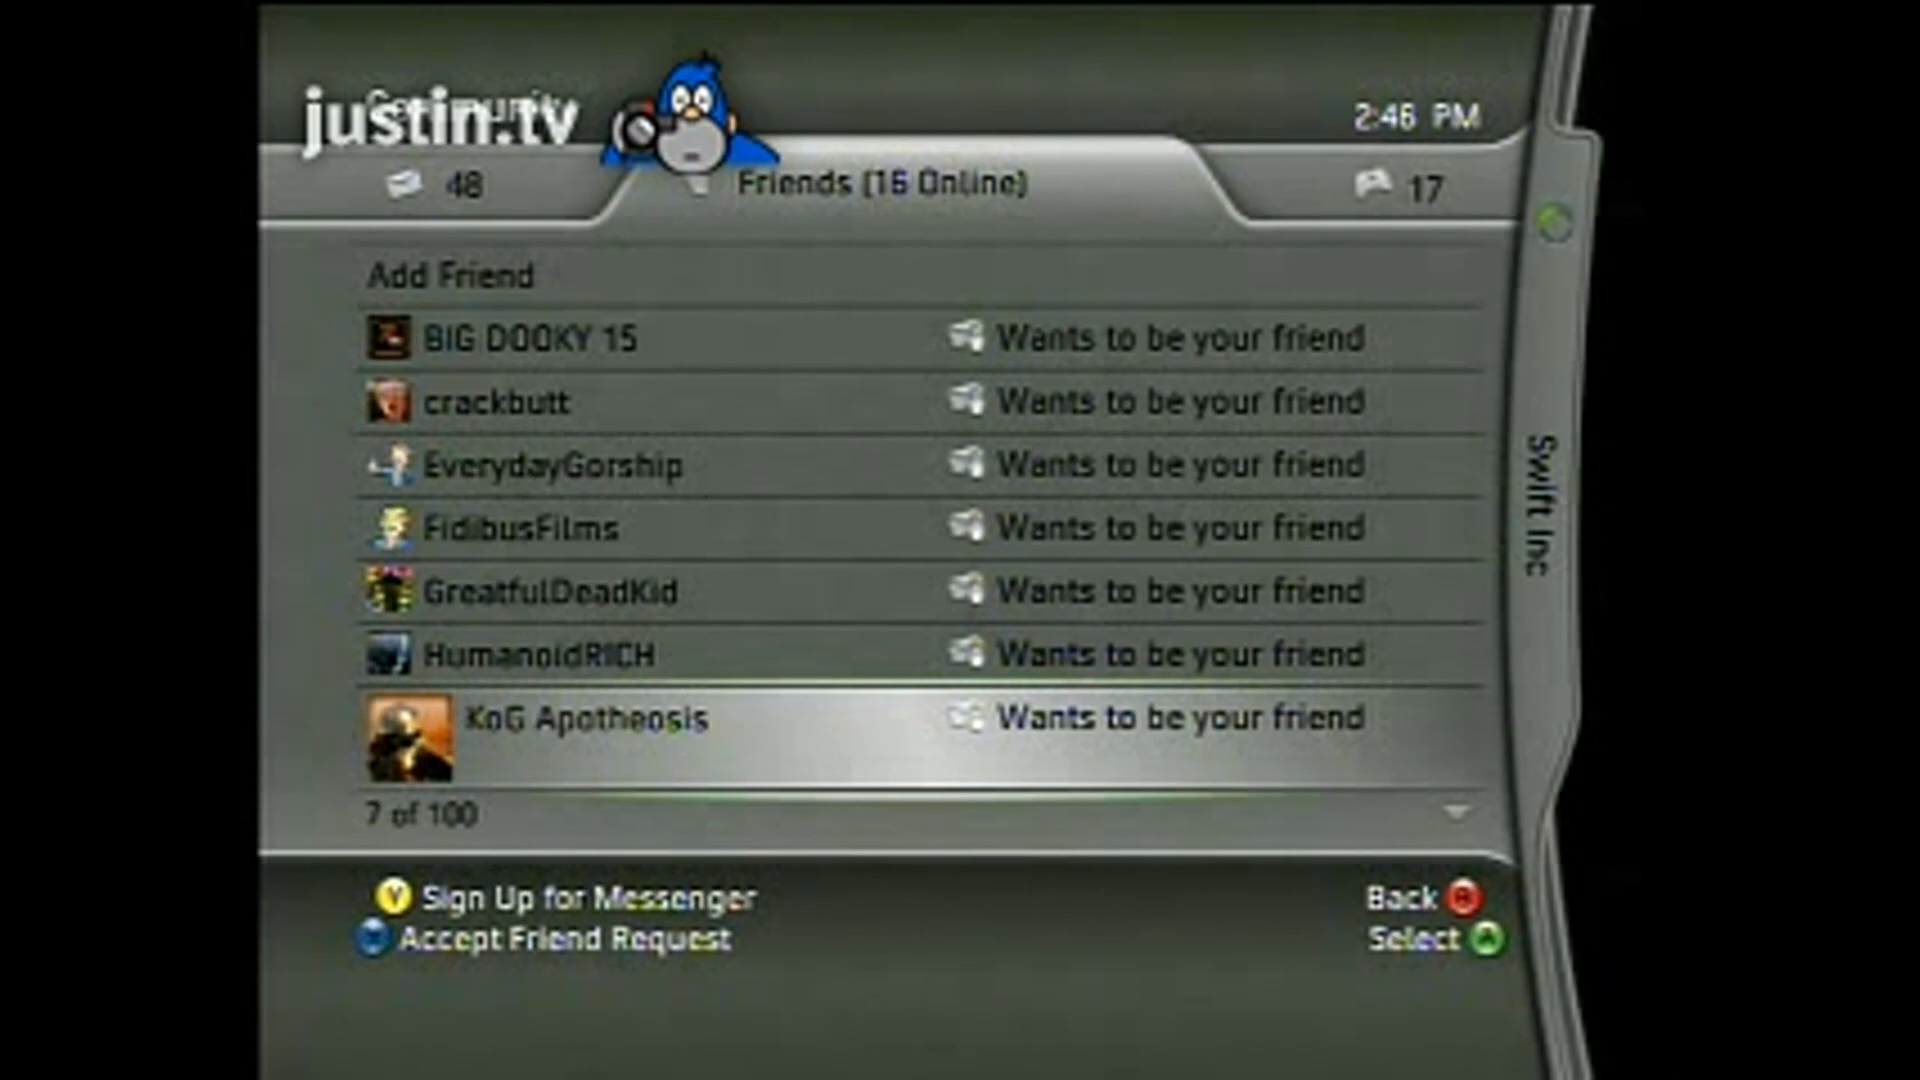 Community
justin.tv
2:46 PM
48
Friends (16 Online)
17
Add Friend
BIG DOOKY 15 Wants to be your friend
crackbutt Wants to be your friend
EverydayGorship Wants to be your friend
FidibusFilms Wants to be your friend
GreatfulDeadKid Wants to be your friend
HumanoidRICH Wants to be your friend
KoG Apotheosis Wants to be your friend
7 of 100
Swift Inc
Y Sign Up for Messenger
Back B
X Accept Friend Request
Select A